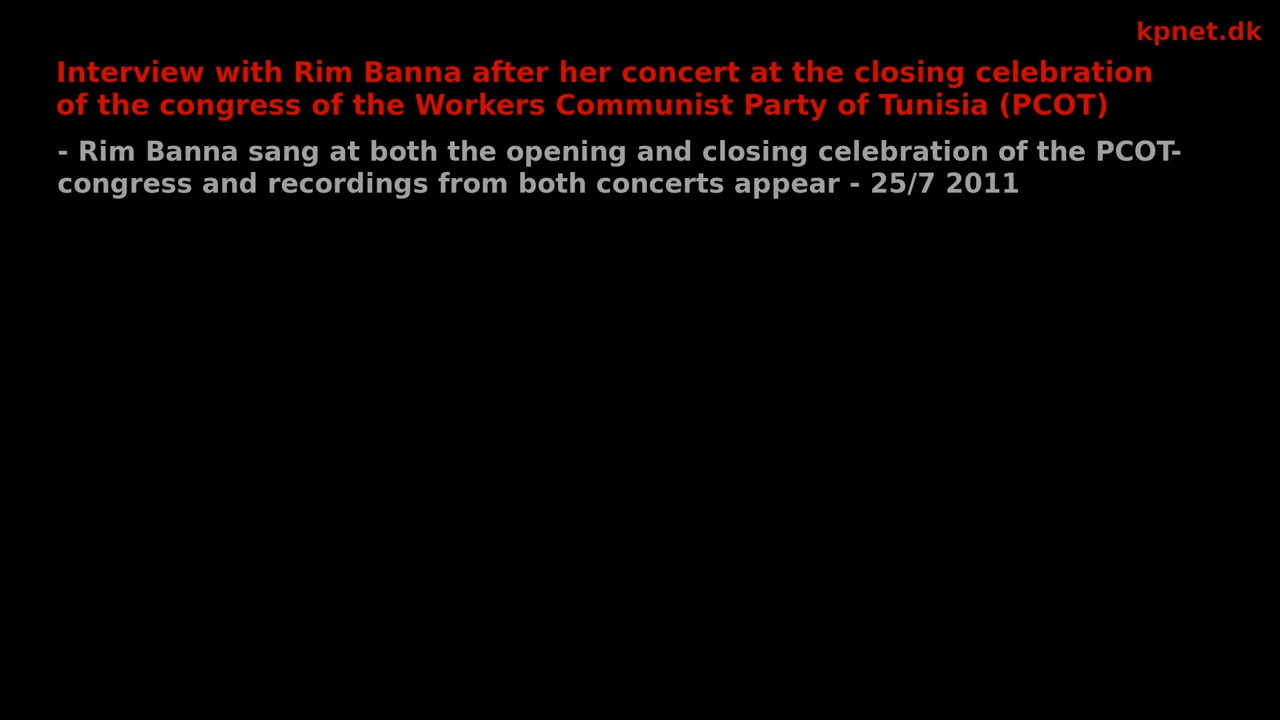 kpnet.dk
Interview with Rim Banna after her concert at the closing celebration
of the congress of the Workers Communist Party of Tunisia (PCOT)
- Rim Banna sang at both the opening and closing celebration of the PCOT-
congress and recordings from both concerts appear - 25/7 2011